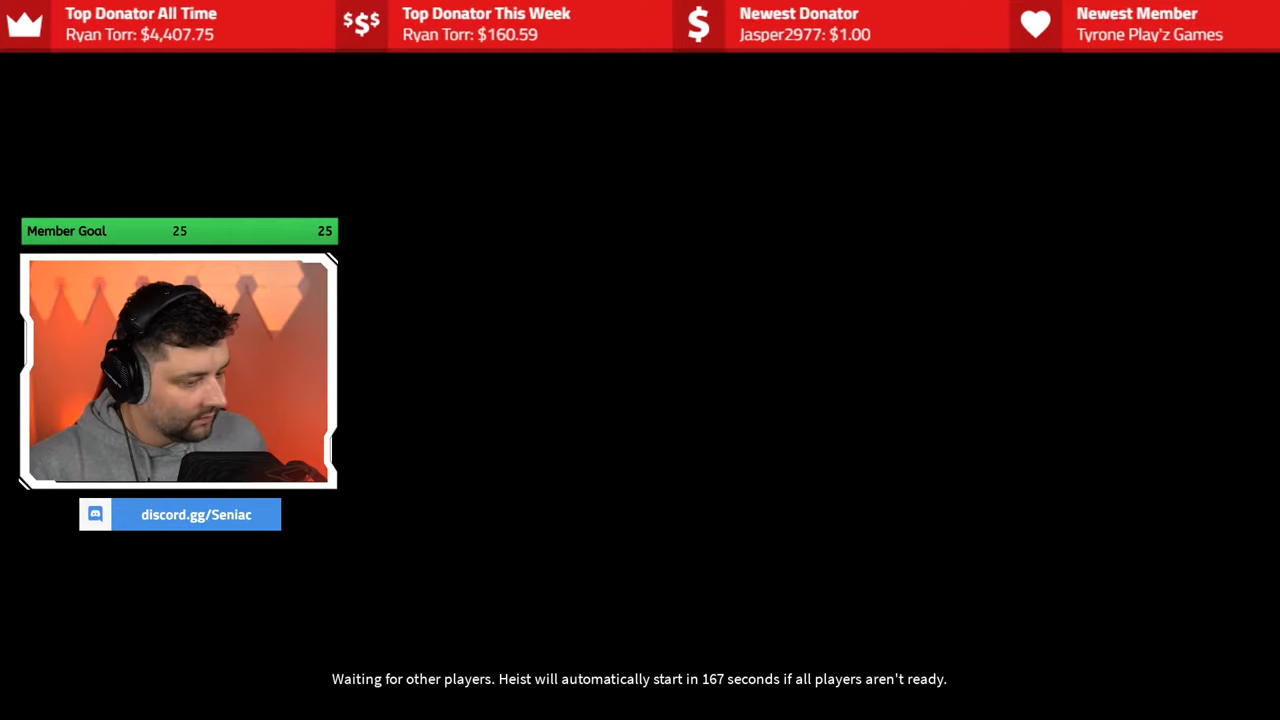 Top Donator All Time
Ryan Torr: $4,407.75
$$$
Top Donator This Week
Ryan Torr: $160.59
$
Newest Donator
Jasper2977: $1.00
Newest Member
Tyrone Play'z Games
Member Goal 25 25
discord.gg/Seniac
Waiting for other players. Heist will automatically start in 167 seconds if all players aren't ready.